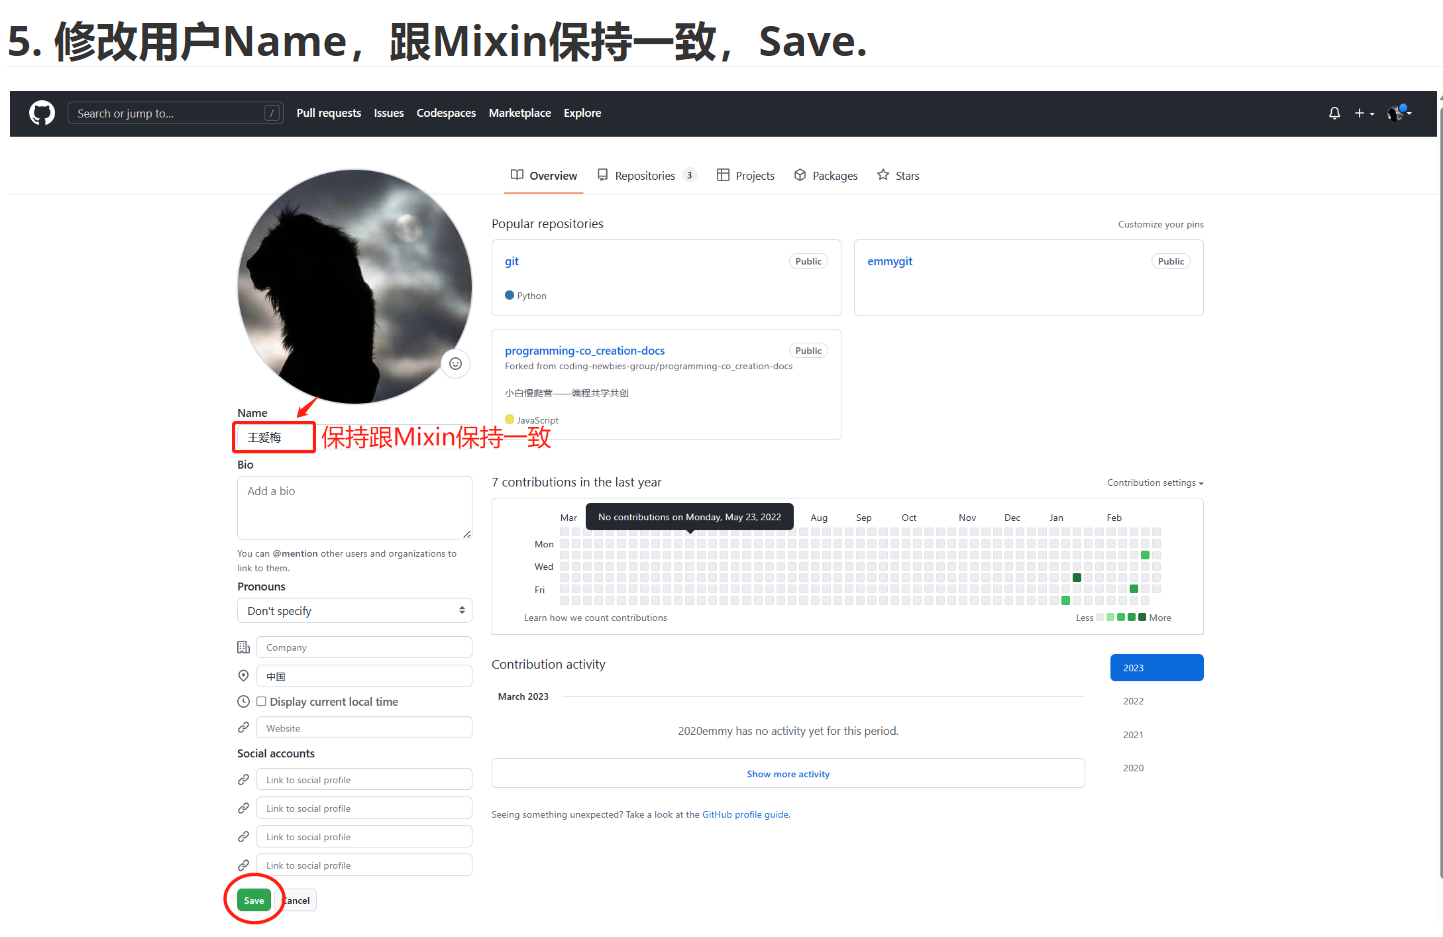 5. 修改用户Name，跟Mixin保持一致，Save.
Search or jump to... /
Pull requests Issues Codespaces Marketplace Explore
Overview Repositories 3 Projects Packages Stars
Popular repositories Customize your pins
git Public
Python
emmygit Public
programming-co_creation-docs Public
Forked from coding-newbies-group/programming-co_creation-docs
小白慢爬营——编程共学共创
JavaScript
Name
王爱梅
保持跟Mixin保持一致
Bio
Add a bio
You can @mention other users and organizations to
link to them.
Pronouns
Don't specify
Company
中国
Display current local time
Website
Social accounts
Link to social profile
Link to social profile
Link to social profile
Link to social profile
Save Cancel
7 contributions in the last year Contribution settings
No contributions on Monday, May 23, 2022
Mar Aug Sep Oct Nov Dec Jan Feb
Mon
Wed
Fri
Learn how we count contributions Less More
Contribution activity
2023
2022
2021
2020
March 2023
2020emmy has no activity yet for this period.
Show more activity
Seeing something unexpected? Take a look at the GitHub profile guide.